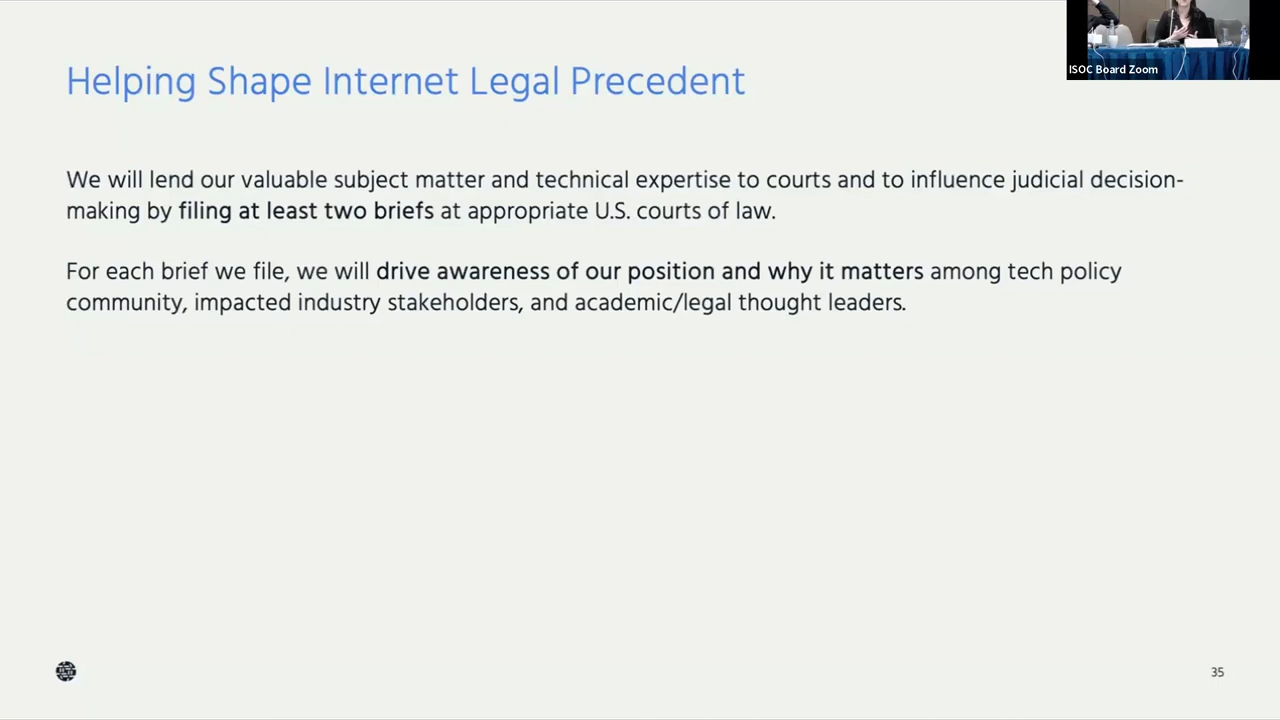 Helping Shape Internet Legal Precedent
ISOC Board Zoom
We will lend our valuable subject matter and technical expertise to courts and to influence judicial decision-
making by filing at least two briefs at appropriate U.S. courts of law.
For each brief we file, we will drive awareness of our position and why it matters among tech policy
community, impacted industry stakeholders, and academic/legal thought leaders.
35